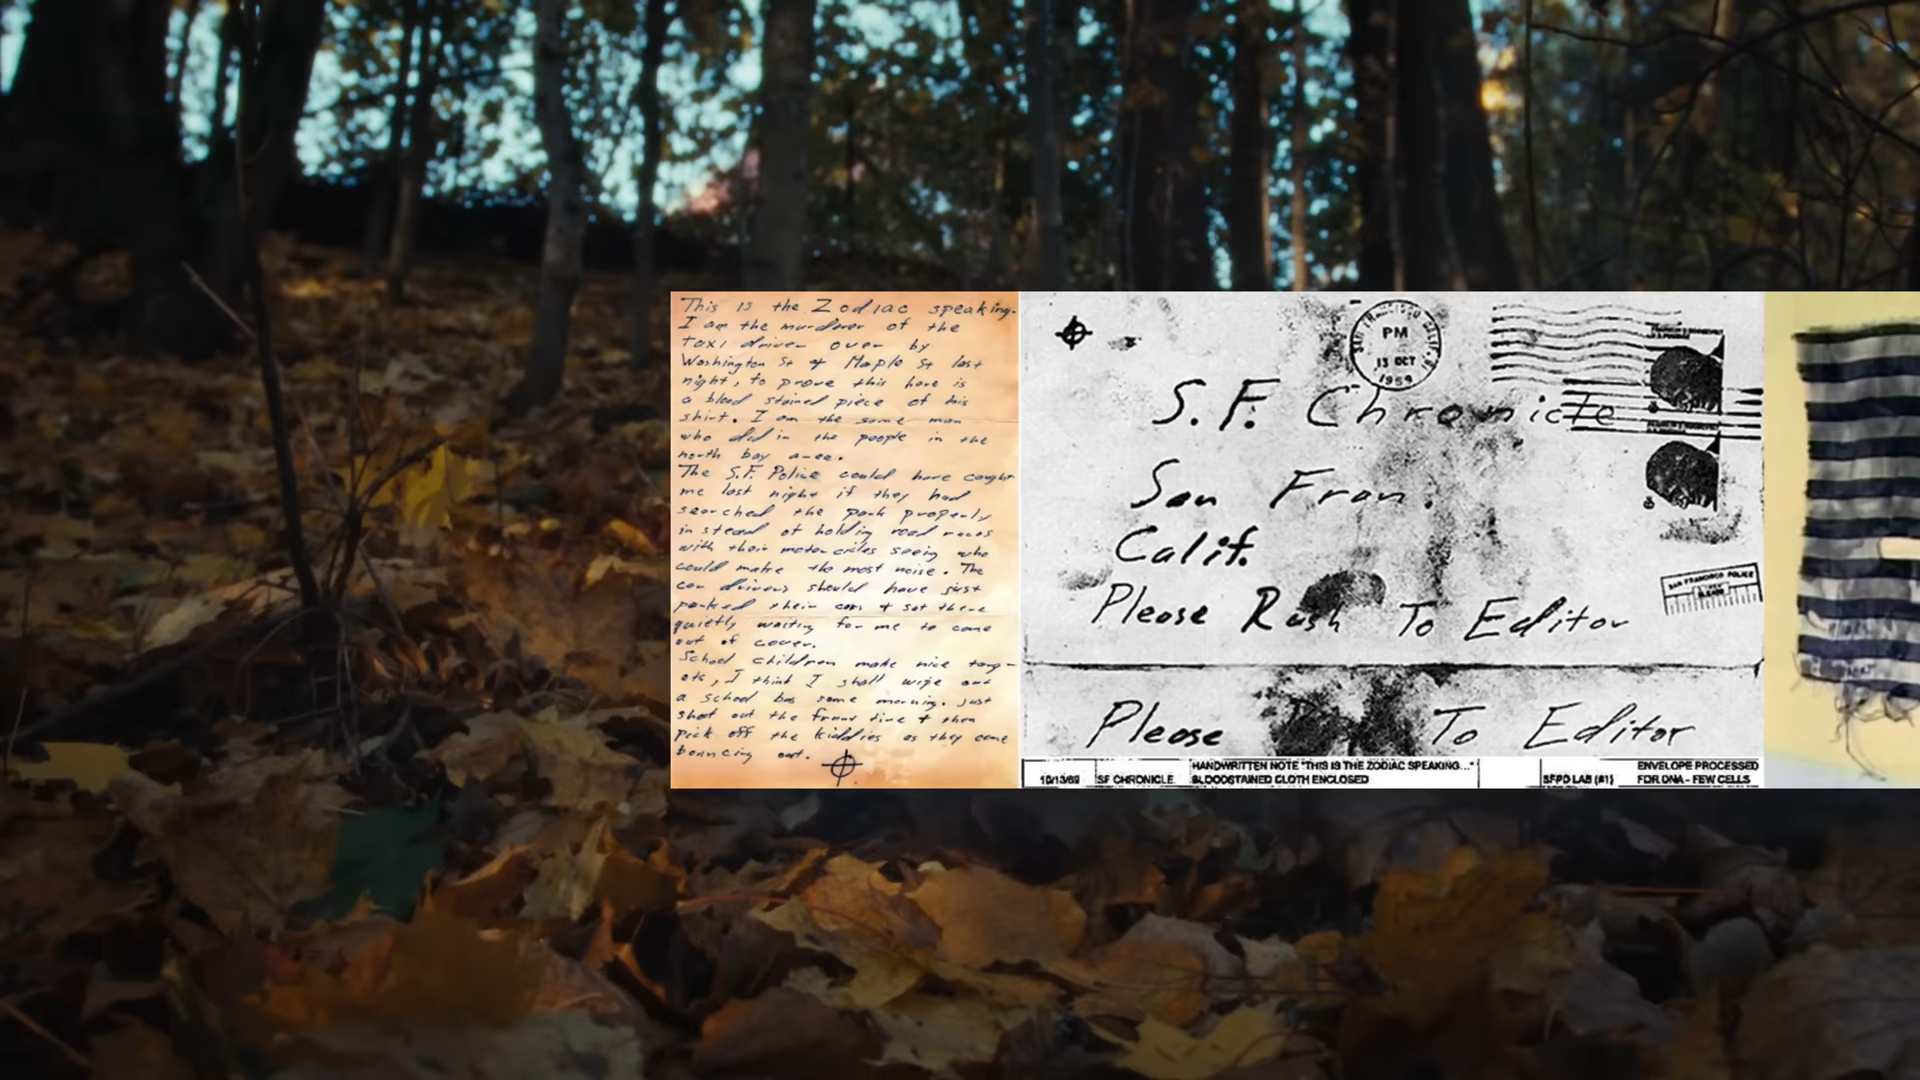 This is the Zodiac speaking.
I am the murderer of the
taxi driver over by
Washington St & Maple St last
night, to prove this here is
a blood stained piece of his
shirt. I am the same man
who did in the people in the
north bay area.
The S.F. Police could have caught
me last night if they had
searched the park properly
instead of holding road races
with their motorcicles seeing who
could make the most noise. The
car drivers should have just
parked their cars & sat there
quietly waiting for me to come
out of cover.
School children make nice targ-
ets, I think I shall wipe out
a school bus some morning. Just
shoot out the front tire & then
pick off the kiddies as they come
bouncing out.
SAN FRANCISCO, CALIF.
PM
13 OCT
1969
S.F. Chronicle
San Fran.
Calif.
Please Rush To Editor
SAN FRANCISCO POLICE
Please To Editor
10/13/69 SF CHRONICLE HANDWRITTEN NOTE "THIS IS THE ZODIAC SPEAKING..." BLOODSTAINED CLOTH ENCLOSED SFPD LAB (#1) ENVELOPE PROCESSED FOR DNA - FEW CELLS